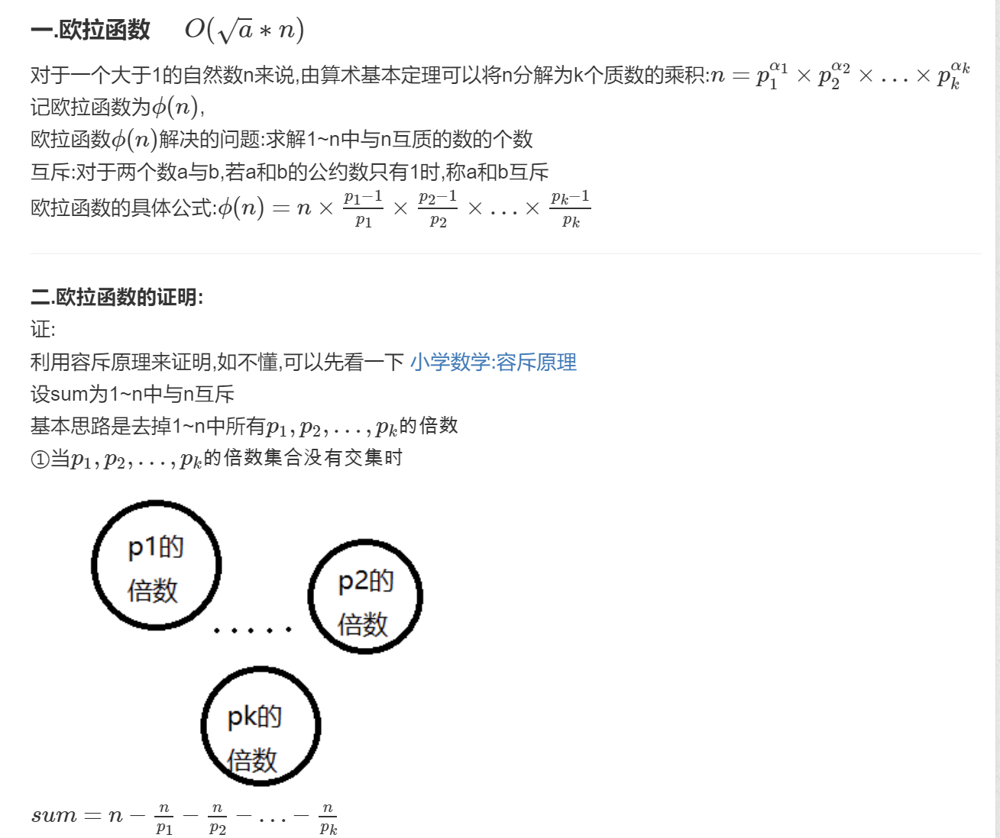 一.欧拉函数 $O(\sqrt{a} * n)$
对于一个大于1的自然数n来说,由算术基本定理可以将n分解为k个质数的乘积:$n = p_1^{\alpha_1} \times p_2^{\alpha_2} \times \ldots \times p_k^{\alpha_k}$
记欧拉函数为$\phi(n)$,
欧拉函数$\phi(n)$解决的问题:求解1~n中与n互质的数的个数
互斥:对于两个数a与b,若a和b的公约数只有1时,称a和b互斥
欧拉函数的具体公式:$\phi(n) = n \times \frac{p_1-1}{p_1} \times \frac{p_2-1}{p_2} \times \ldots \times \frac{p_k-1}{p_k}$
二.欧拉函数的证明:
证:
利用容斥原理来证明,如不懂,可以先看一下 小学数学:容斥原理
设sum为1~n中与n互斥
基本思路是去掉1~n中所有$p_1, p_2, \ldots, p_k$的倍数
①当$p_1, p_2, \ldots, p_k$的倍数集合没有交集时
p1的
倍数
p2的
倍数
.....
pk的
倍数
$sum = n - \frac{n}{p_1} - \frac{n}{p_2} - \ldots - \frac{n}{p_k}$